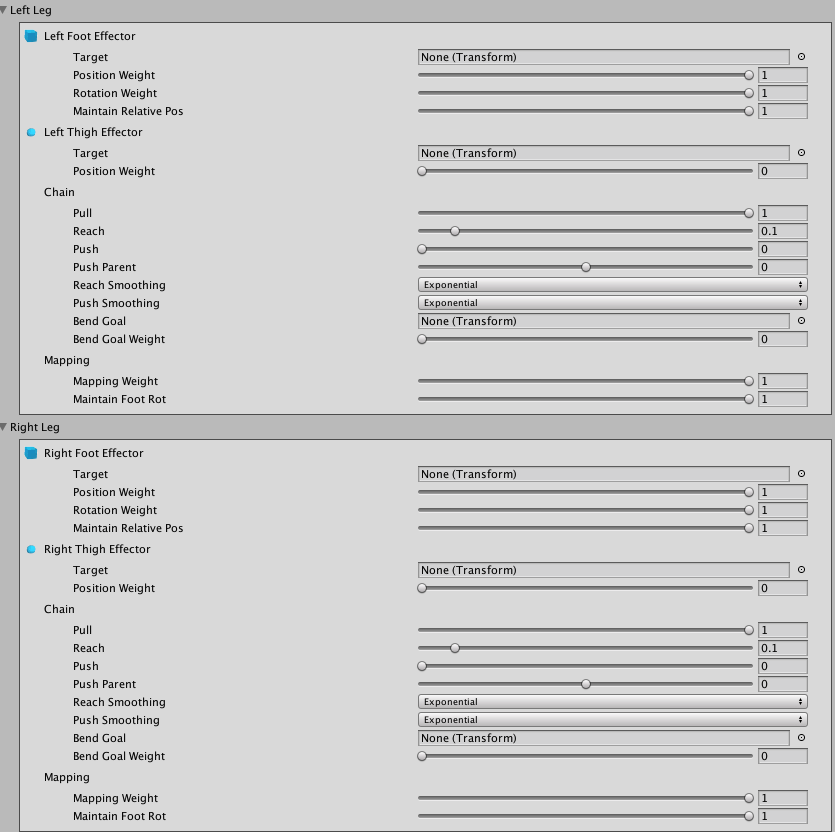 Left Leg
Left Foot Effector
Target None (Transform)
Position Weight 1
Rotation Weight 1
Maintain Relative Pos 1
Left Thigh Effector
Target None (Transform)
Position Weight 0
Chain
Pull 1
Reach 0.1
Push 0
Push Parent 0
Reach Smoothing Exponential
Push Smoothing Exponential
Bend Goal None (Transform)
Bend Goal Weight 0
Mapping
Mapping Weight 1
Maintain Foot Rot 1
Right Leg
Right Foot Effector
Target None (Transform)
Position Weight 1
Rotation Weight 1
Maintain Relative Pos 1
Right Thigh Effector
Target None (Transform)
Position Weight 0
Chain
Pull 1
Reach 0.1
Push 0
Push Parent 0
Reach Smoothing Exponential
Push Smoothing Exponential
Bend Goal None (Transform)
Bend Goal Weight 0
Mapping
Mapping Weight 1
Maintain Foot Rot 1